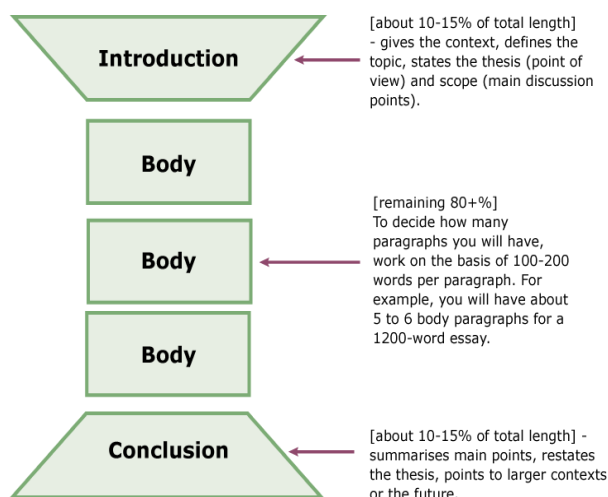 Introduction
[about 10-15% of total length]
- gives the context, defines the
topic, states the thesis (point of
view) and scope (main discussion
points).
Body
Body
[remaining 80+%]
To decide how many
paragraphs you will have,
work on the basis of 100-200
words per paragraph. For
example, you will have about
5 to 6 body paragraphs for a
1200-word essay.
Body
Conclusion
[about 10-15% of total length] -
summarises main points, restates
the thesis, points to larger contexts
or the future.